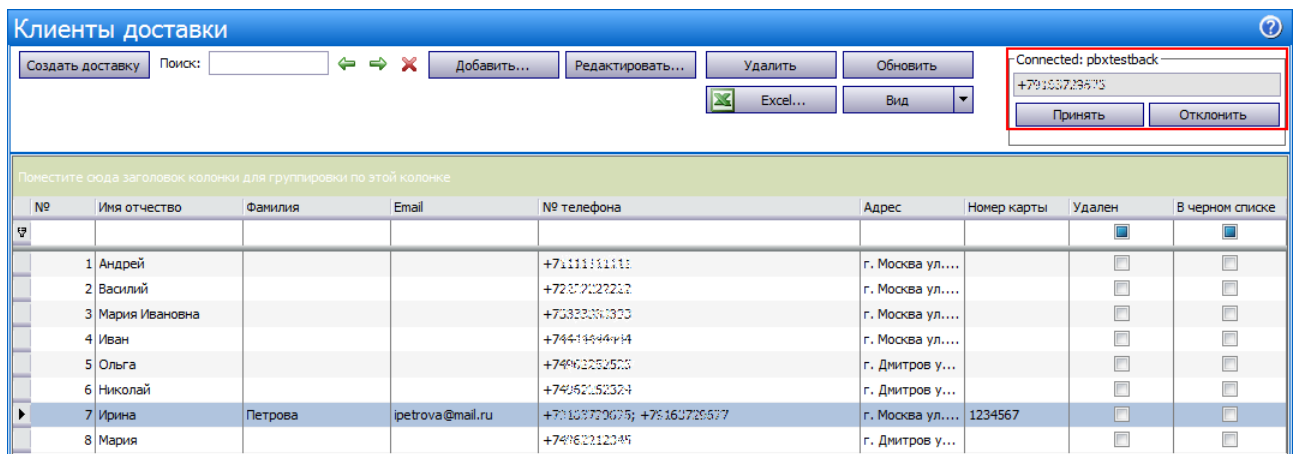 Клиенты доставки
Создать доставку Поиск: Добавить... Редактировать... Удалить Обновить
Excel... Вид
Connected: pbxtestback
Принять Отклонить
Поместите сюда заголовок колонки для группировки по этой колонке
№ Имя отчество Фамилия Email № телефона Адрес Номер карты Удален В черном списке
1 Андрей г. Москва ул....
2 Василий г. Москва ул....
3 Мария Ивановна г. Москва ул....
4 Иван г. Москва ул....
5 Ольга г. Дмитров у...
6 Николай г. Дмитров у...
7 Ирина Петрова ipetrova@mail.ru г. Москва ул.... 1234567
8 Мария г. Дмитров у...